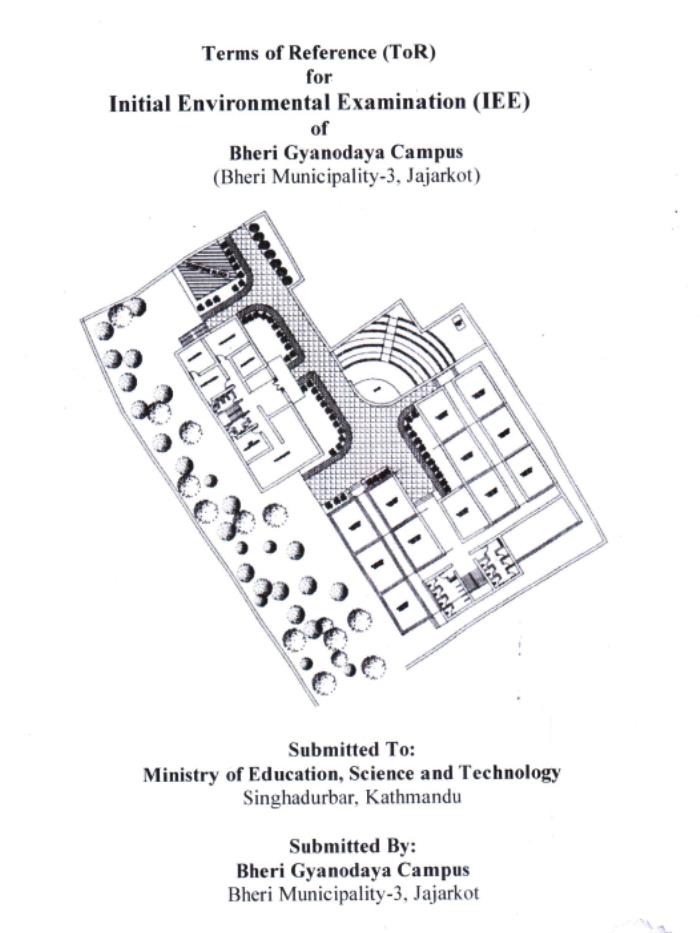 Terms of Reference (ToR)
for
Initial Environmental Examination (IEE)
of
Bheri Gyanodaya Campus
(Bheri Municipality-3, Jajarkot)
Submitted To:
Ministry of Education, Science and Technology
Singhadurbar, Kathmandu
Submitted By:
Bheri Gyanodaya Campus
Bheri Municipality-3, Jajarkot